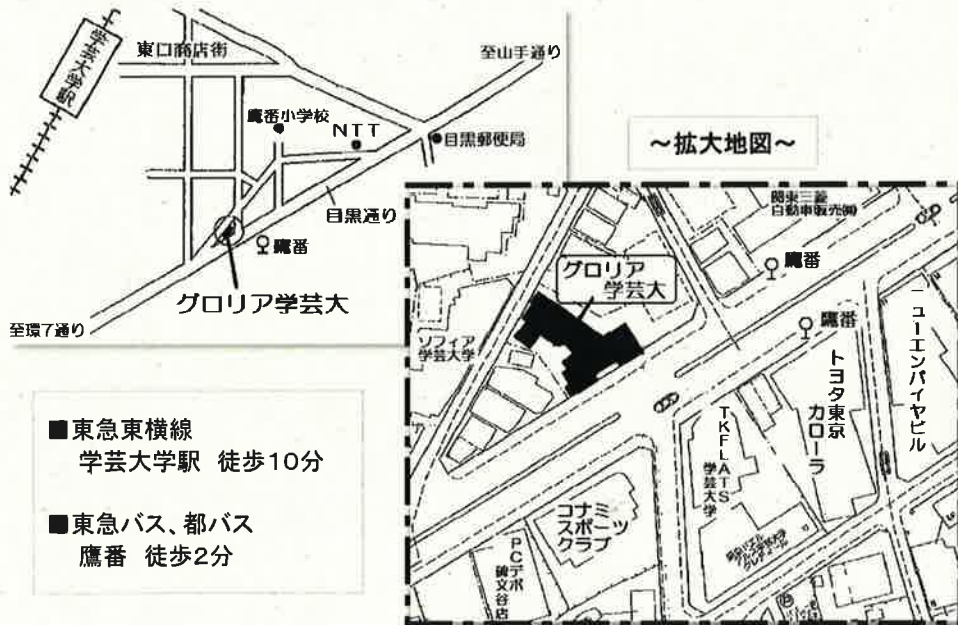 学芸大学駅
東口商店街
至山手通り
鷹番小学校
NTT
目黒郵便局
目黒通り
鷹番
グロリア学芸大
至環7通り
～拡大地図～
関東三菱
自動車販売㈱
鷹番
グロリア
学芸大
鷹番
ソフィア
学芸大学
トヨタ東京
カローラ
ニューエンパイヤビル
TKFLATS
学芸大学
ミーツ
ナポラップ
コスク
PCデポ
碑文谷店
■東急東横線
学芸大学駅 徒歩10分
■東急バス、都バス
鷹番 徒歩2分